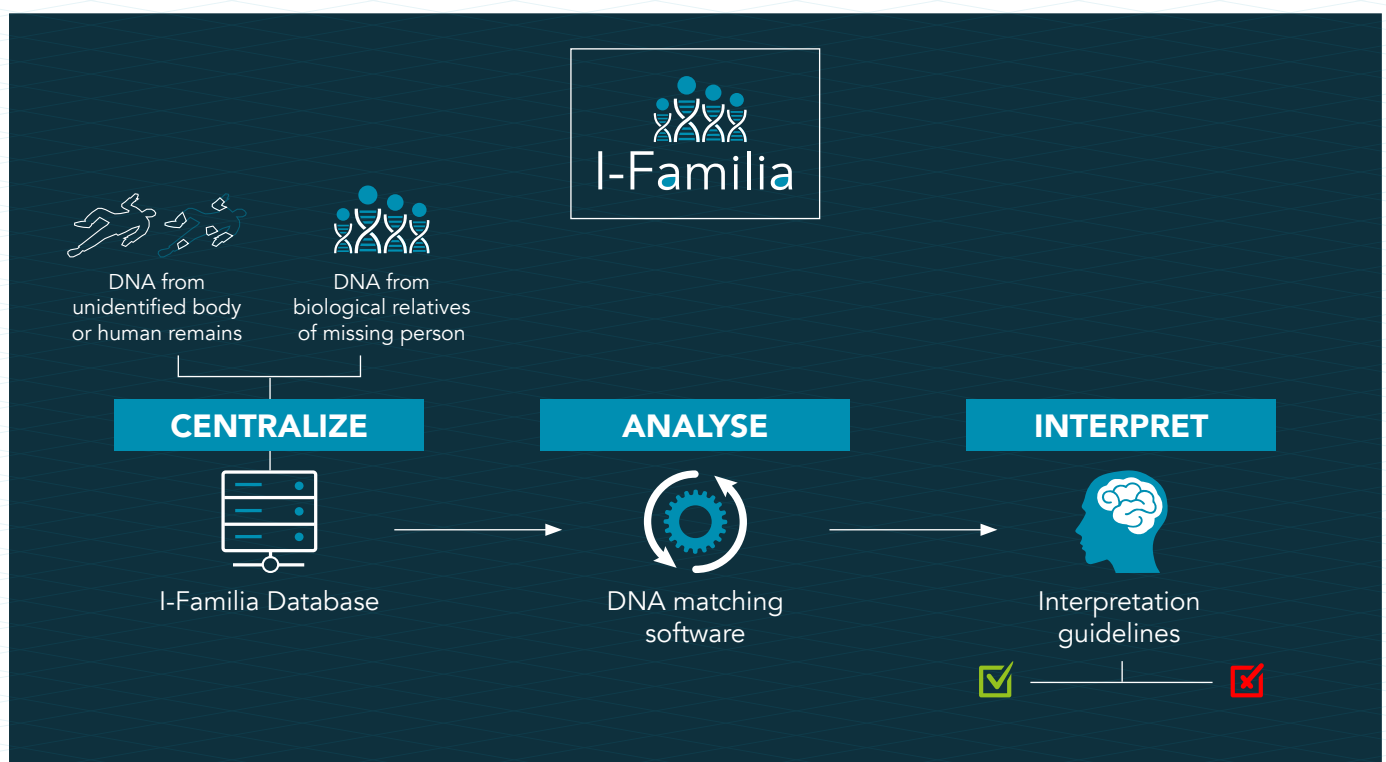 I-Familia
DNA from
unidentified body
or human remains
DNA from
biological relatives
of missing person
CENTRALIZE
ANALYSE
INTERPRET
I-Familia Database
DNA matching
software
Interpretation
guidelines